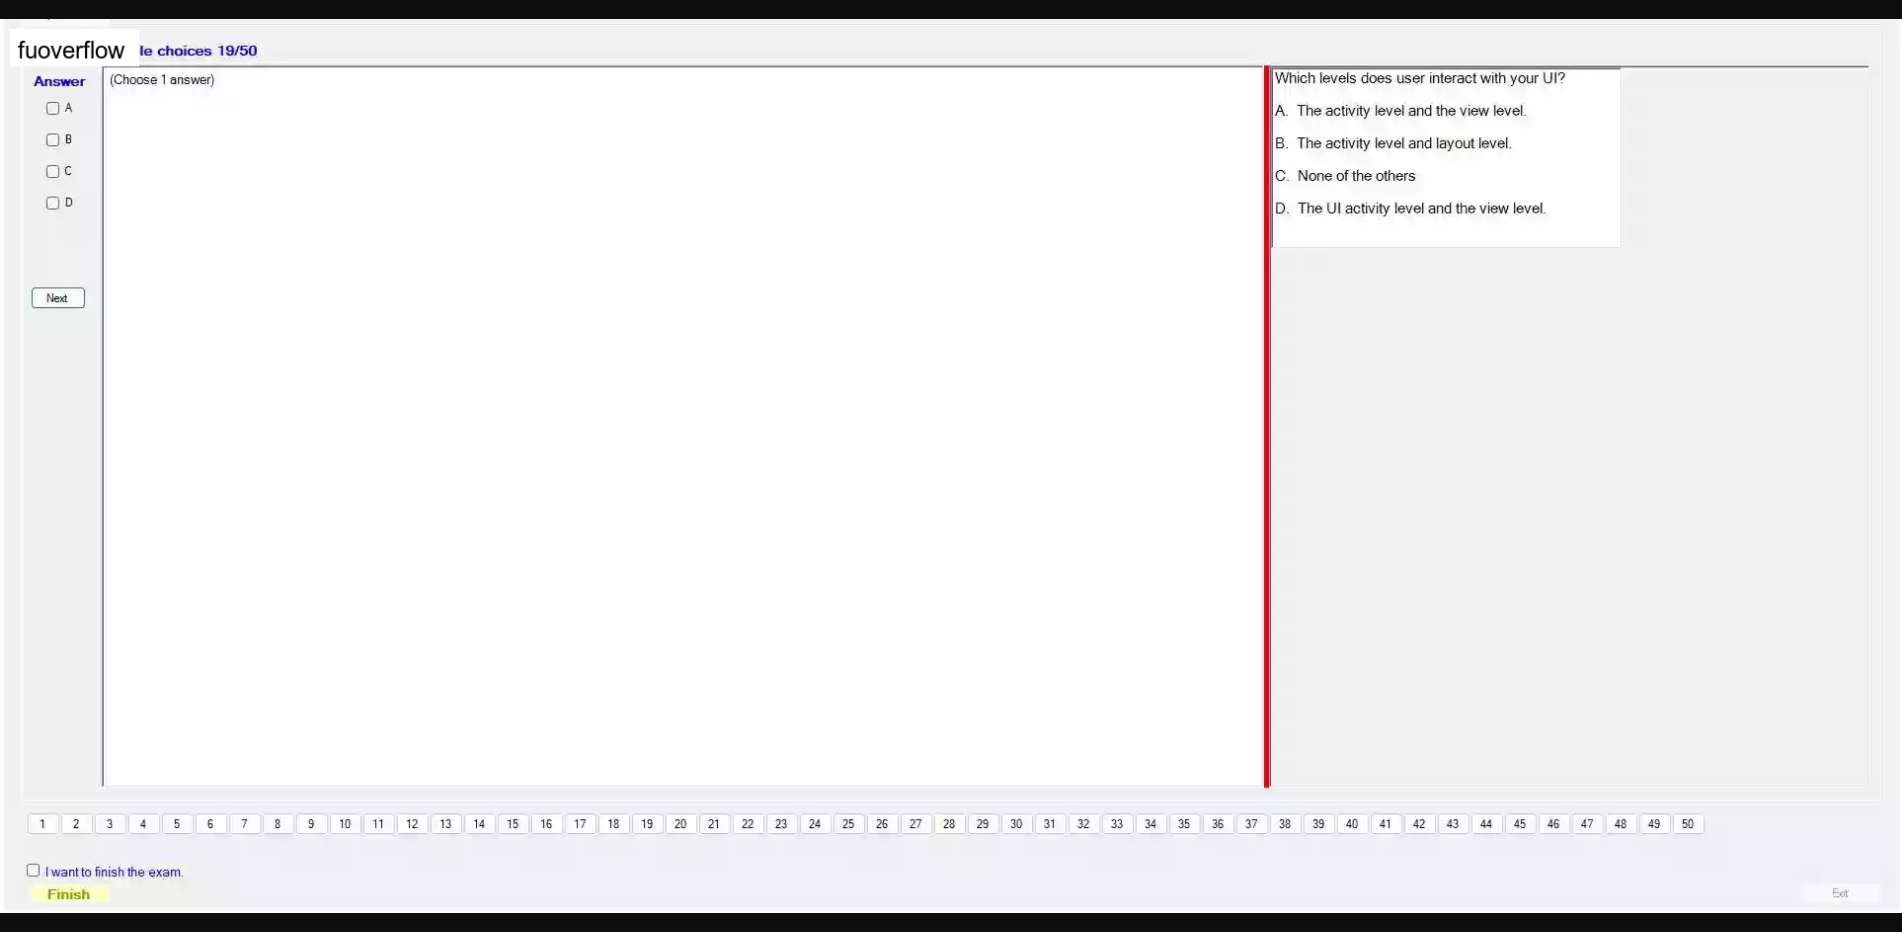 fuoverflow
le choices 19/50
Answer
(Choose 1 answer)
A
B
C
D
Next
Which levels does user interact with your UI?
A. The activity level and the view level.
B. The activity level and layout level.
C. None of the others
D. The UI activity level and the view level.
1 2 3 4 5 6 7 8 9 10 11 12 13 14 15 16 17 18 19 20 21 22 23 24 25 26 27 28 29 30 31 32 33 34 35 36 37 38 39 40 41 42 43 44 45 46 47 48 49 50
I want to finish the exam.
Finish
Exit